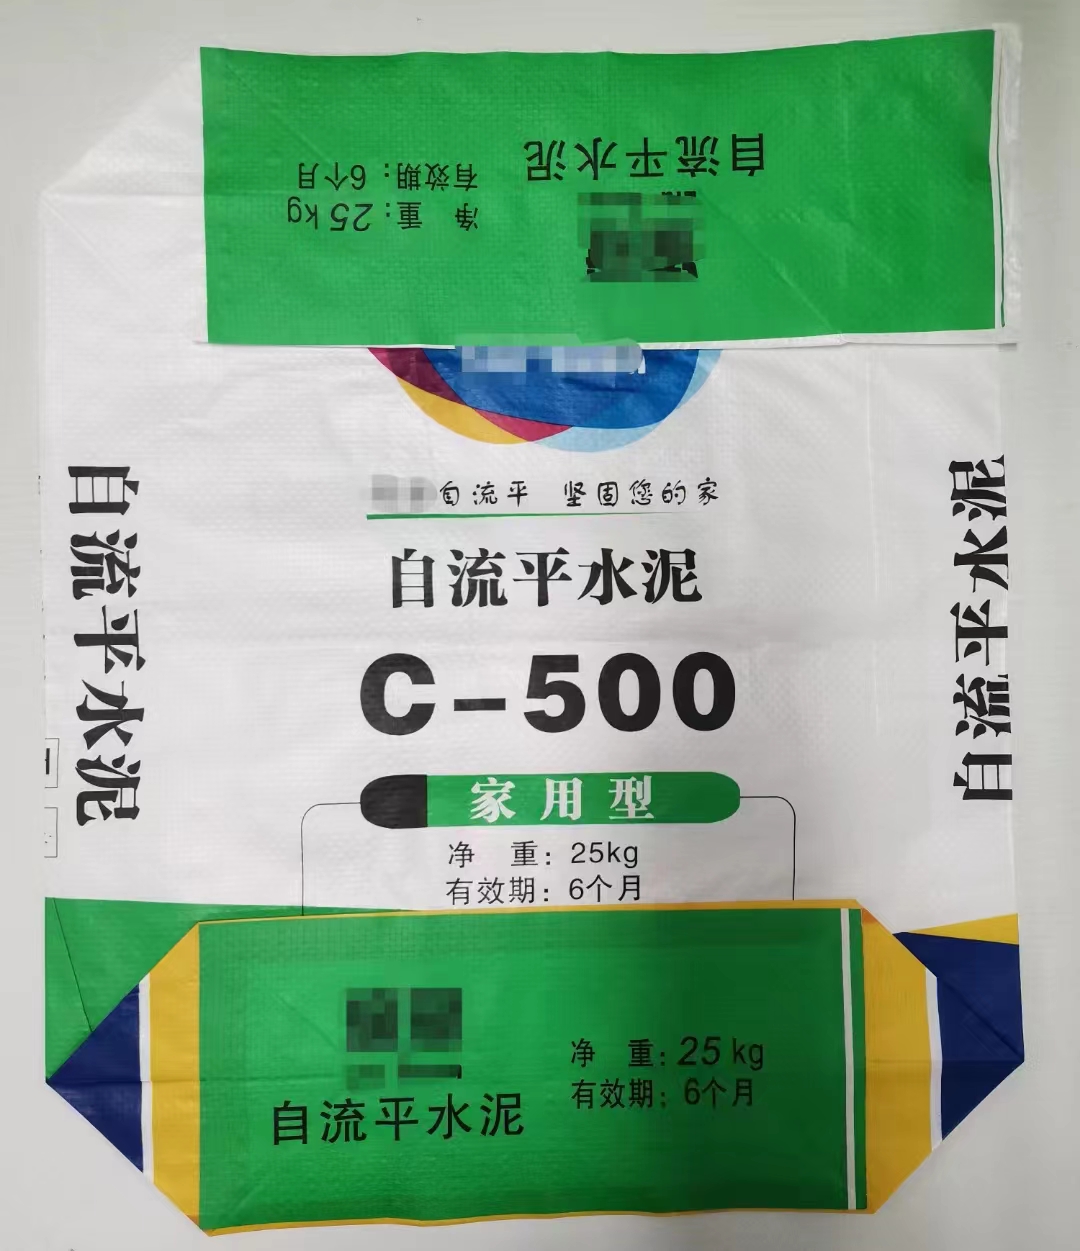 自流平水泥
有效期：6个月
净 重：25kg
自流平 坚固您的家
自流平水泥
C-500
家用型
净 重：25kg
有效期：6个月
自流平水泥
自流平水泥
净 重：25kg
有效期：6个月
自流平水泥